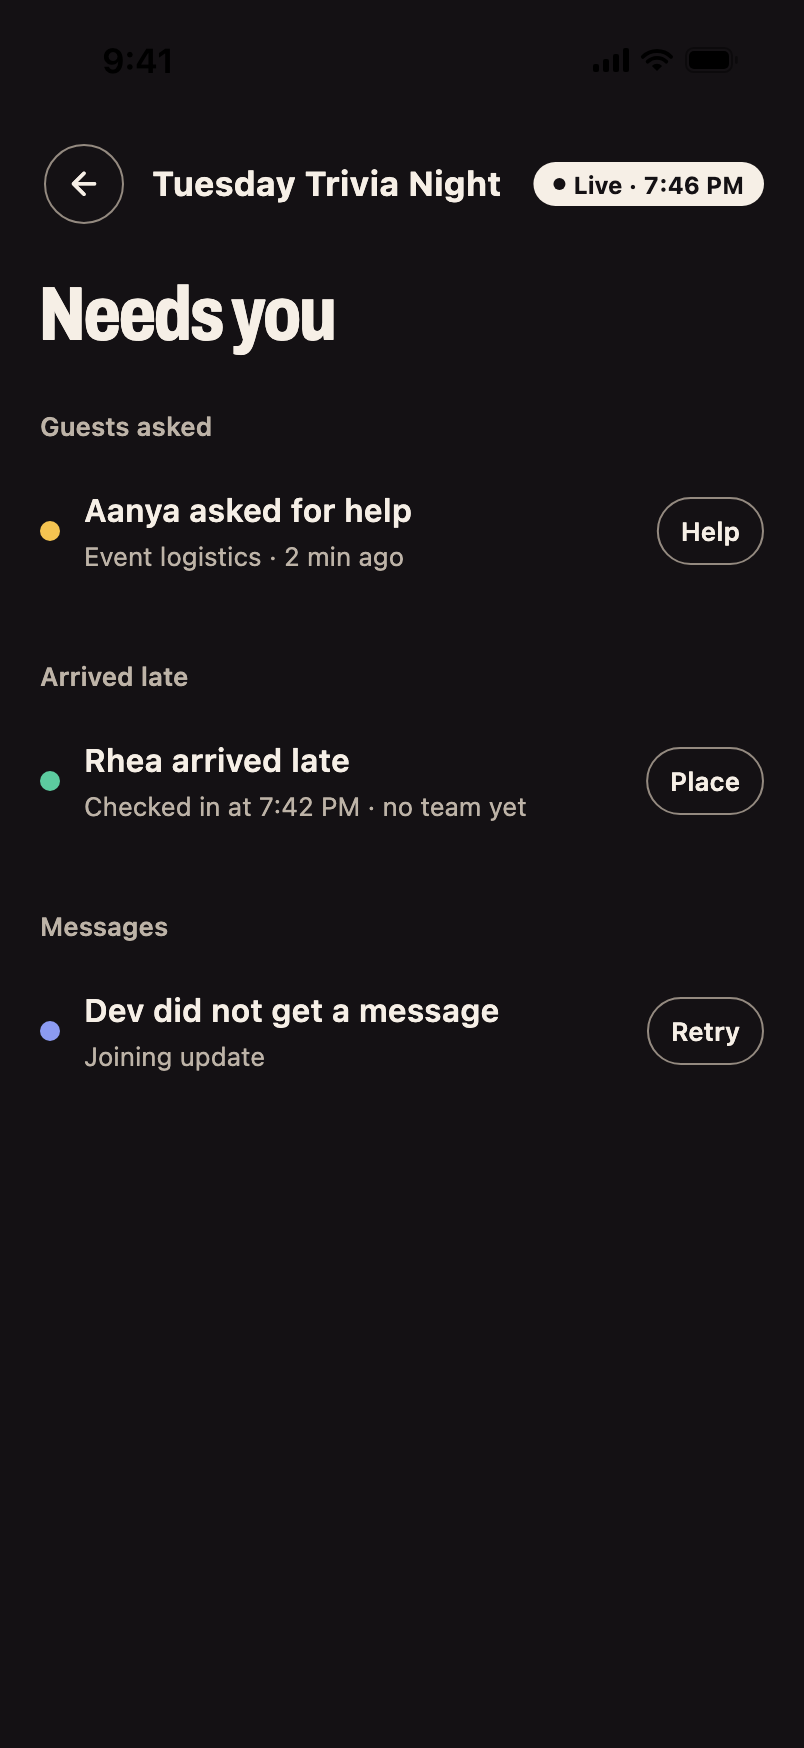 9:41
Tuesday Trivia Night
Live · 7:46 PM
Needs you
Guests asked
Aanya asked for help
Event logistics · 2 min ago
Help
Arrived late
Rhea arrived late
Checked in at 7:42 PM · no team yet
Place
Messages
Dev did not get a message
Joining update
Retry